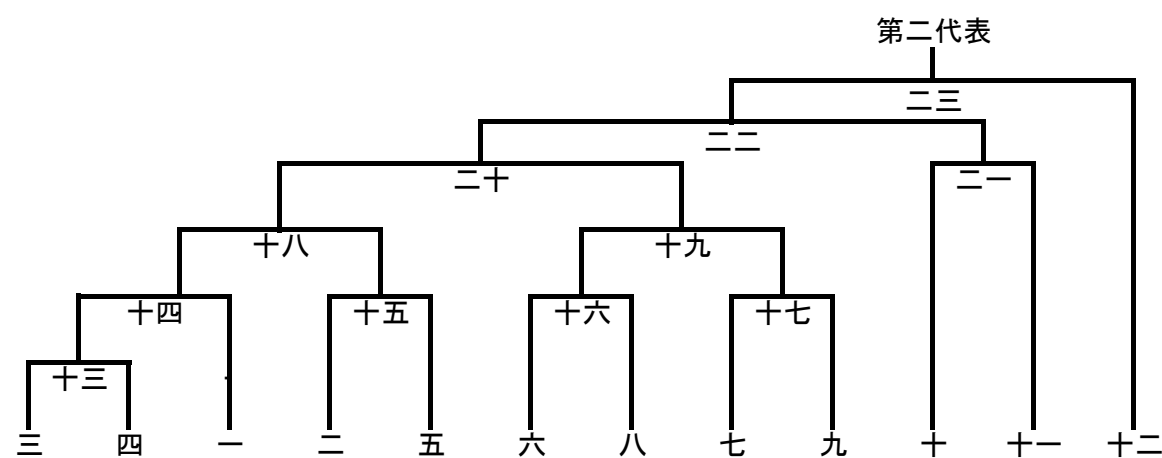 第二代表
二三
二二
二十 二一
十八 十九
十四 十五 十六 十七
十三
三 四 一 二 五 六 八 七 九 十 十一 十二